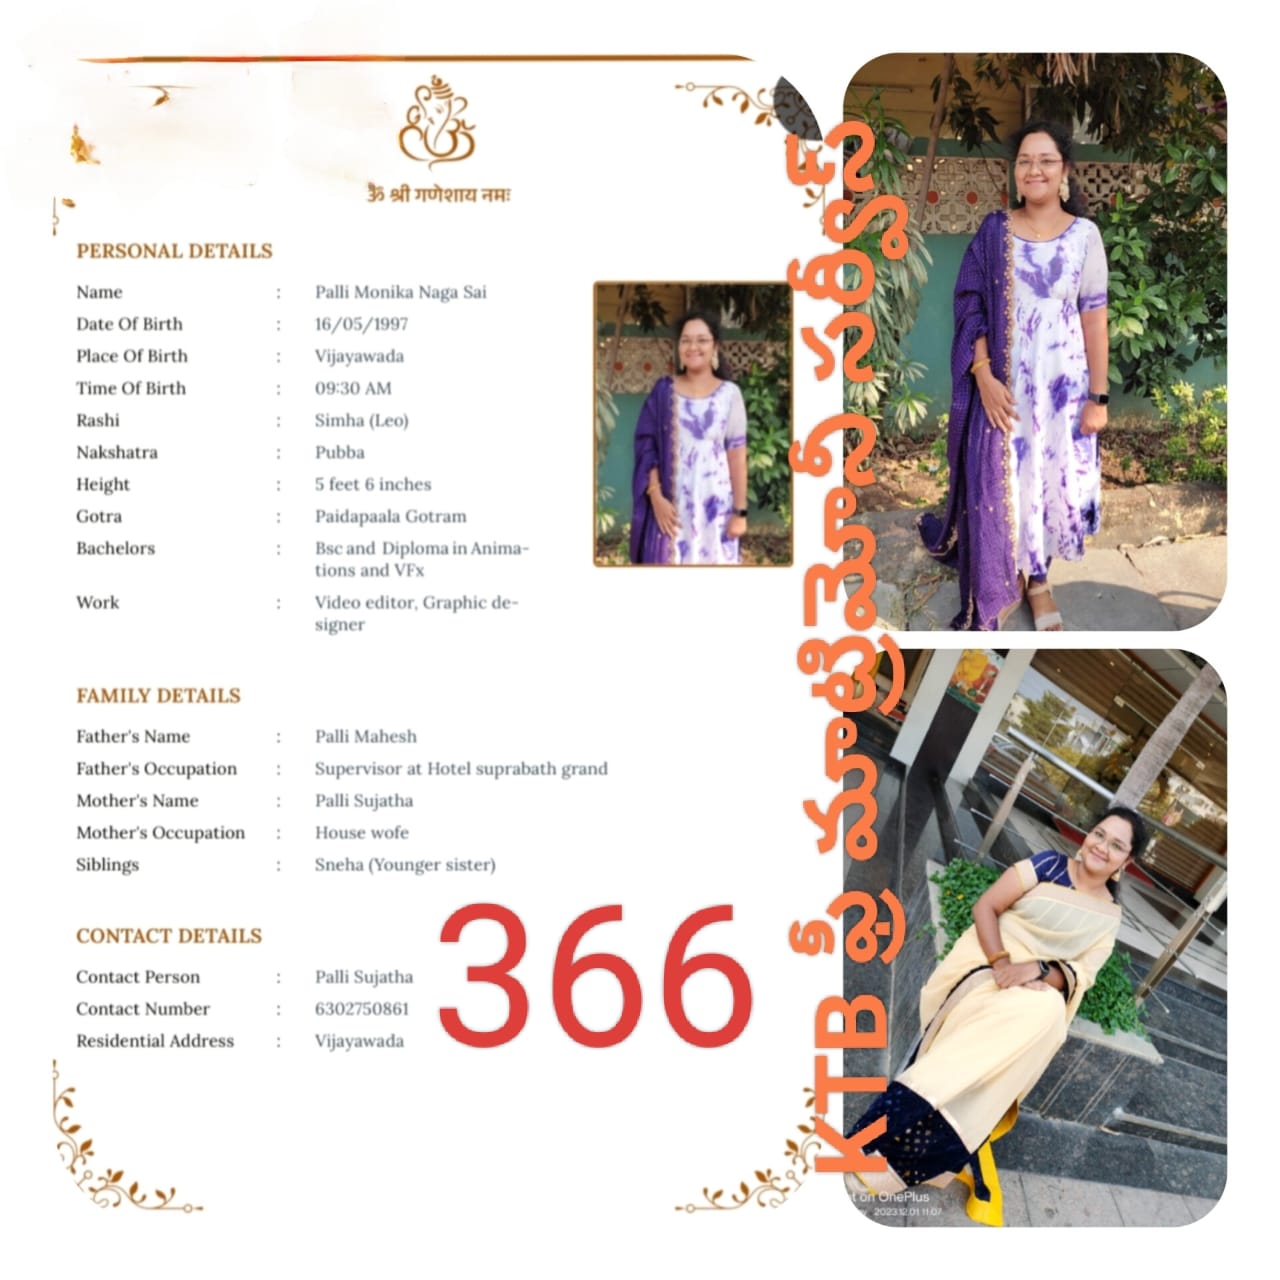 ॐ श्री गणेशाय नमः
PERSONAL DETAILS
Name : Palli Monika Naga Sai
Date Of Birth : 16/05/1997
Place Of Birth : Vijayawada
Time Of Birth : 09:30 AM
Rashi : Simha (Leo)
Nakshatra : Pubba
Height : 5 feet 6 inches
Gotra : Paidapaala Gotram
Bachelors : Bsc and Diploma in Anima-
tions and VFx
Work : Video editor, Graphic de-
signer
FAMILY DETAILS
Father's Name : Palli Mahesh
Father's Occupation : Supervisor at Hotel suprabath grand
Mother's Name : Palli Sujatha
Mother's Occupation : House wofe
Siblings : Sneha (Younger sister)
CONTACT DETAILS
Contact Person : Palli Sujatha
Contact Number : 6302750861
Residential Address : Vijayawada
366
KTB ఫ్రీ మ్యాట్రిమోనీ సర్వీస్
on OnePlus
2023.12.01 11:07